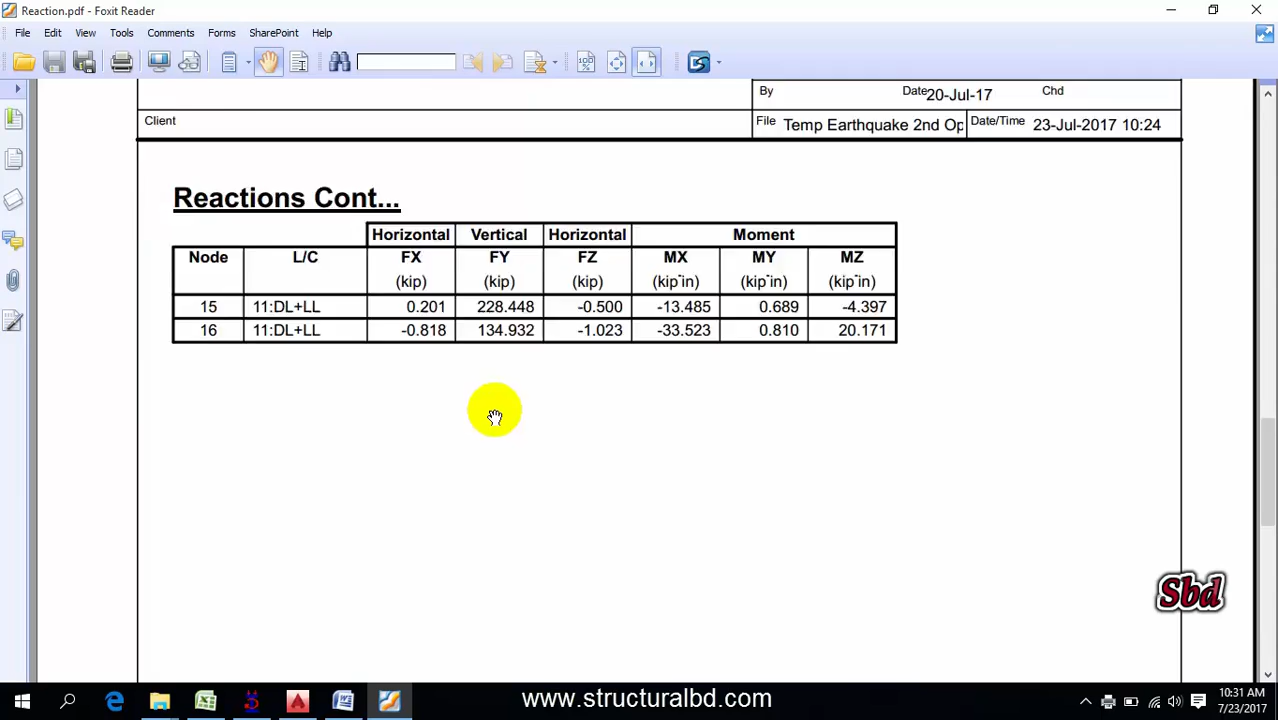 Reaction.pdf - Foxit Reader
File Edit View Tools Comments Forms SharePoint Help
By Date 20-Jul-17 Chd
Client File Temp Earthquake 2nd Op Date/Time 23-Jul-2017 10:24
Reactions Cont...
Horizontal Vertical Horizontal Moment
Node L/C FX FY FZ MX MY MZ
(kip) (kip) (kip) (kip-in) (kip-in) (kip-in)
15 11:DL+LL 0.201 228.448 -0.500 -13.485 0.689 -4.397
16 11:DL+LL -0.818 134.932 -1.023 -33.523 0.810 20.171
Sbd
www.structuralbd.com
10:31 AM
7/23/2017